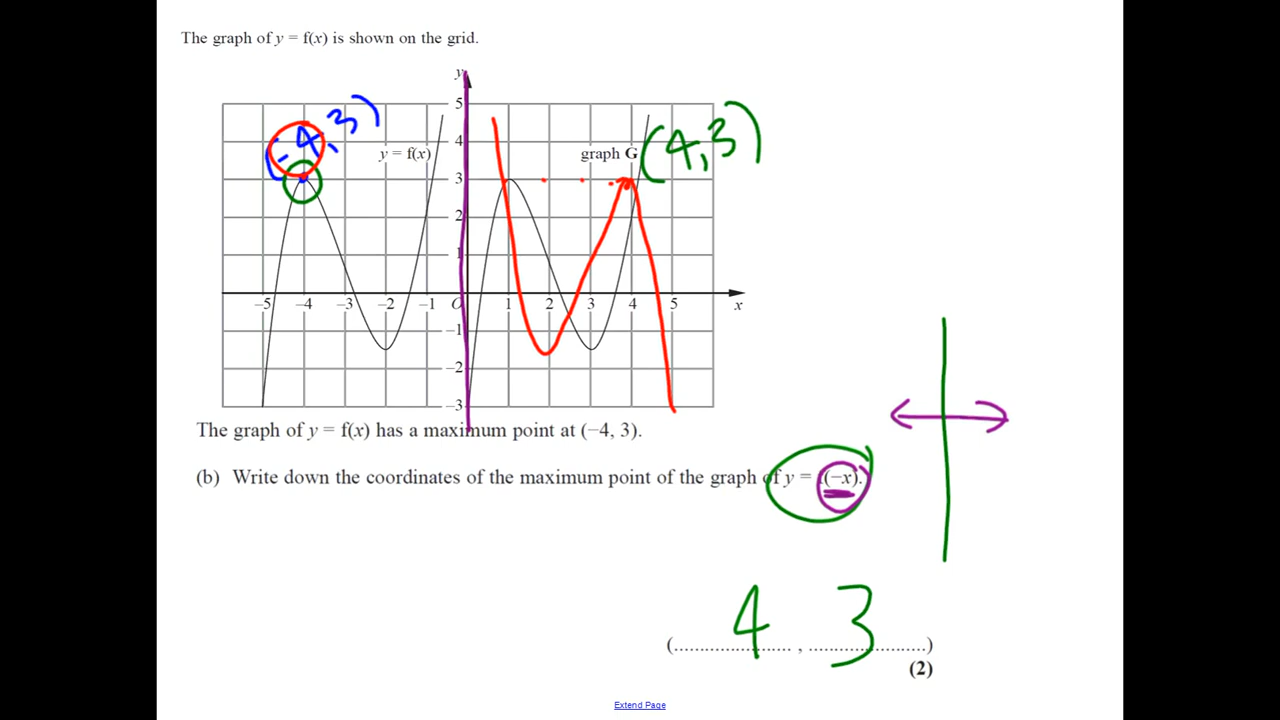 The graph of y = f(x) is shown on the grid.
y
5
(-4,3)
4
y = f(x)
graph G
(4,3)
3
2
1
–5 –4 –3 –2 –1 O 1 2 3 4 5 x
–1
–2
–3
The graph of y = f(x) has a maximum point at (−4, 3).
(b) Write down the coordinates of the maximum point of the graph of y = f(−x).
4 3
(.............................. , ..............................)
(2)
Extend Page